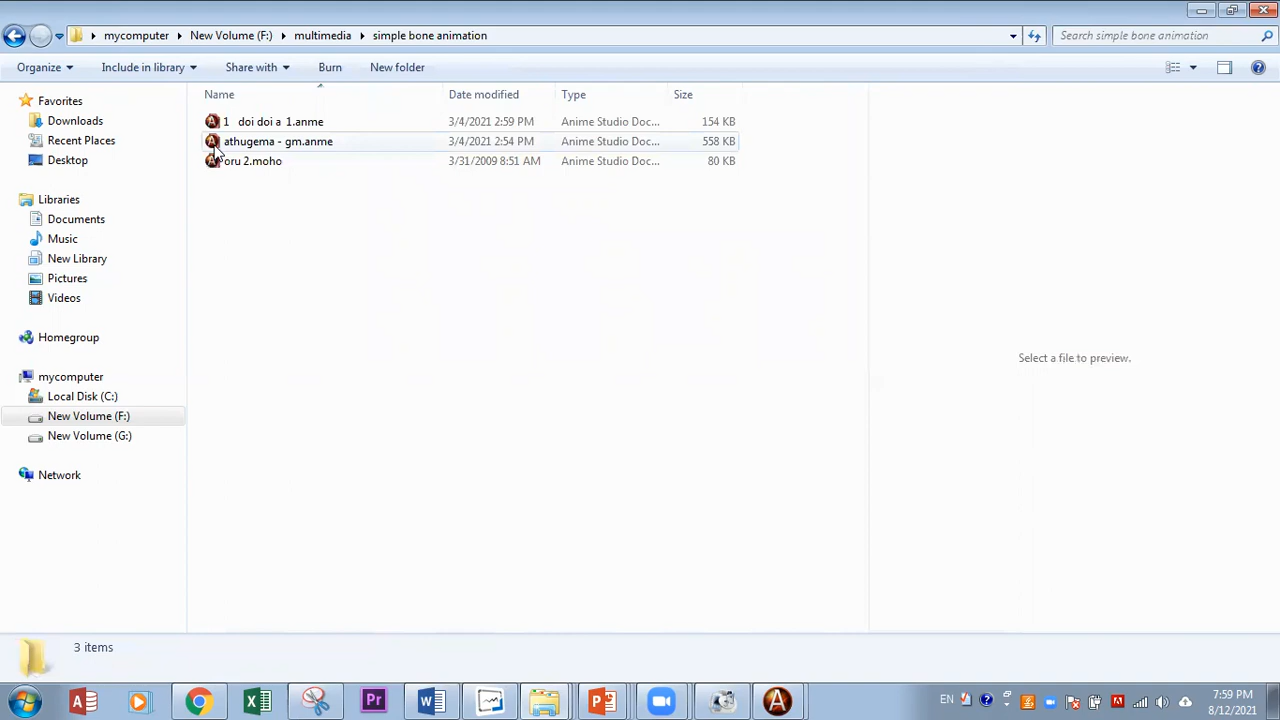 mycomputer New Volume (F:) multimedia simple bone animation Search simple bone animation
Organize Include in library Share with Burn New folder
Favorites
Downloads
Recent Places
Desktop
Libraries
Documents
Music
New Library
Pictures
Videos
Homegroup
mycomputer
Local Disk (C:)
New Volume (F:)
New Volume (G:)
Network
Name Date modified Type Size
1 doi doi a 1.anme 3/4/2021 2:59 PM Anime Studio Doc... 154 KB
athugema - gm.anme 3/4/2021 2:54 PM Anime Studio Doc... 558 KB
oru 2.moho 3/31/2009 8:51 AM Anime Studio Doc... 80 KB
Select a file to preview.
3 items
EN 7:59 PM
8/12/2021